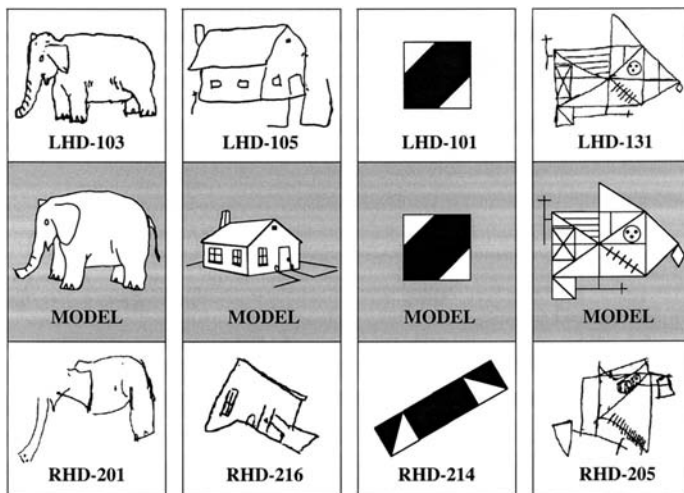 LHD-103 LHD-105 LHD-101 LHD-131
MODEL MODEL MODEL MODEL
RHD-201 RHD-216 RHD-214 RHD-205